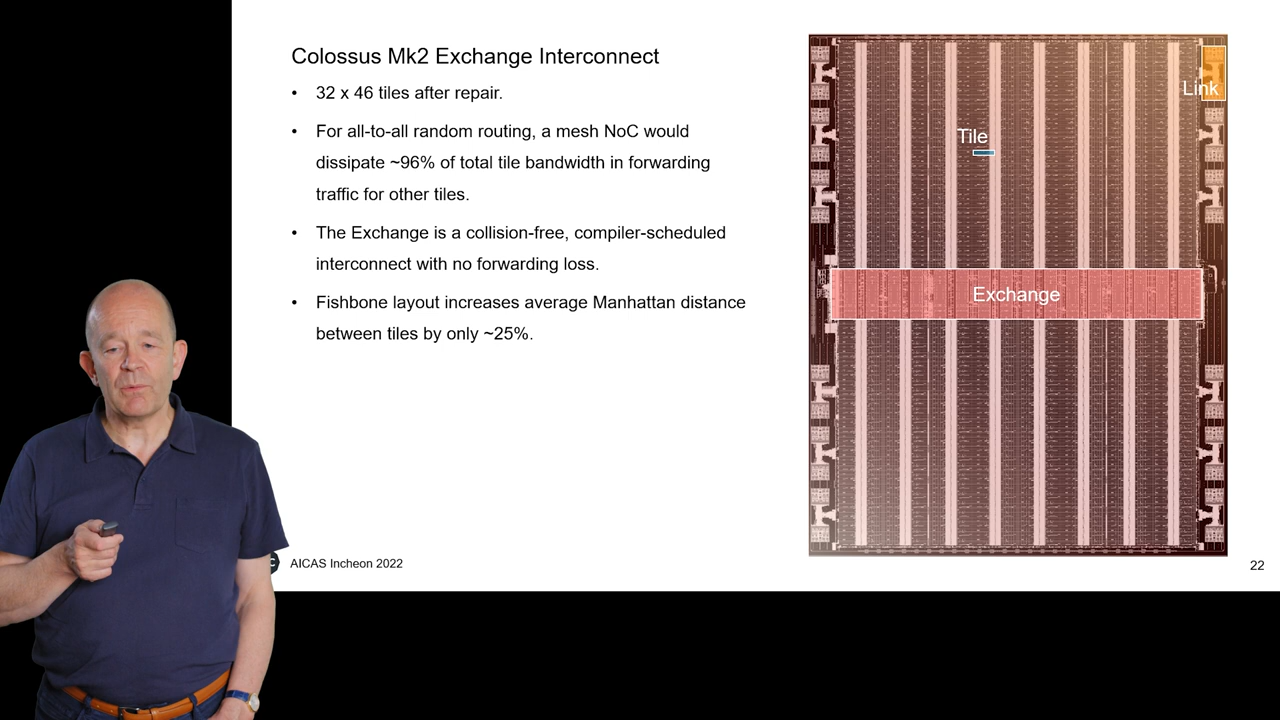 Colossus Mk2 Exchange Interconnect
• 32 x 46 tiles after repair.
• For all-to-all random routing, a mesh NoC would
dissipate ~96% of total tile bandwidth in forwarding
traffic for other tiles.
• The Exchange is a collision-free, compiler-scheduled
interconnect with no forwarding loss.
• Fishbone layout increases average Manhattan distance
between tiles by only ~25%.
Link
Tile
Exchange
AICAS Incheon 2022
22